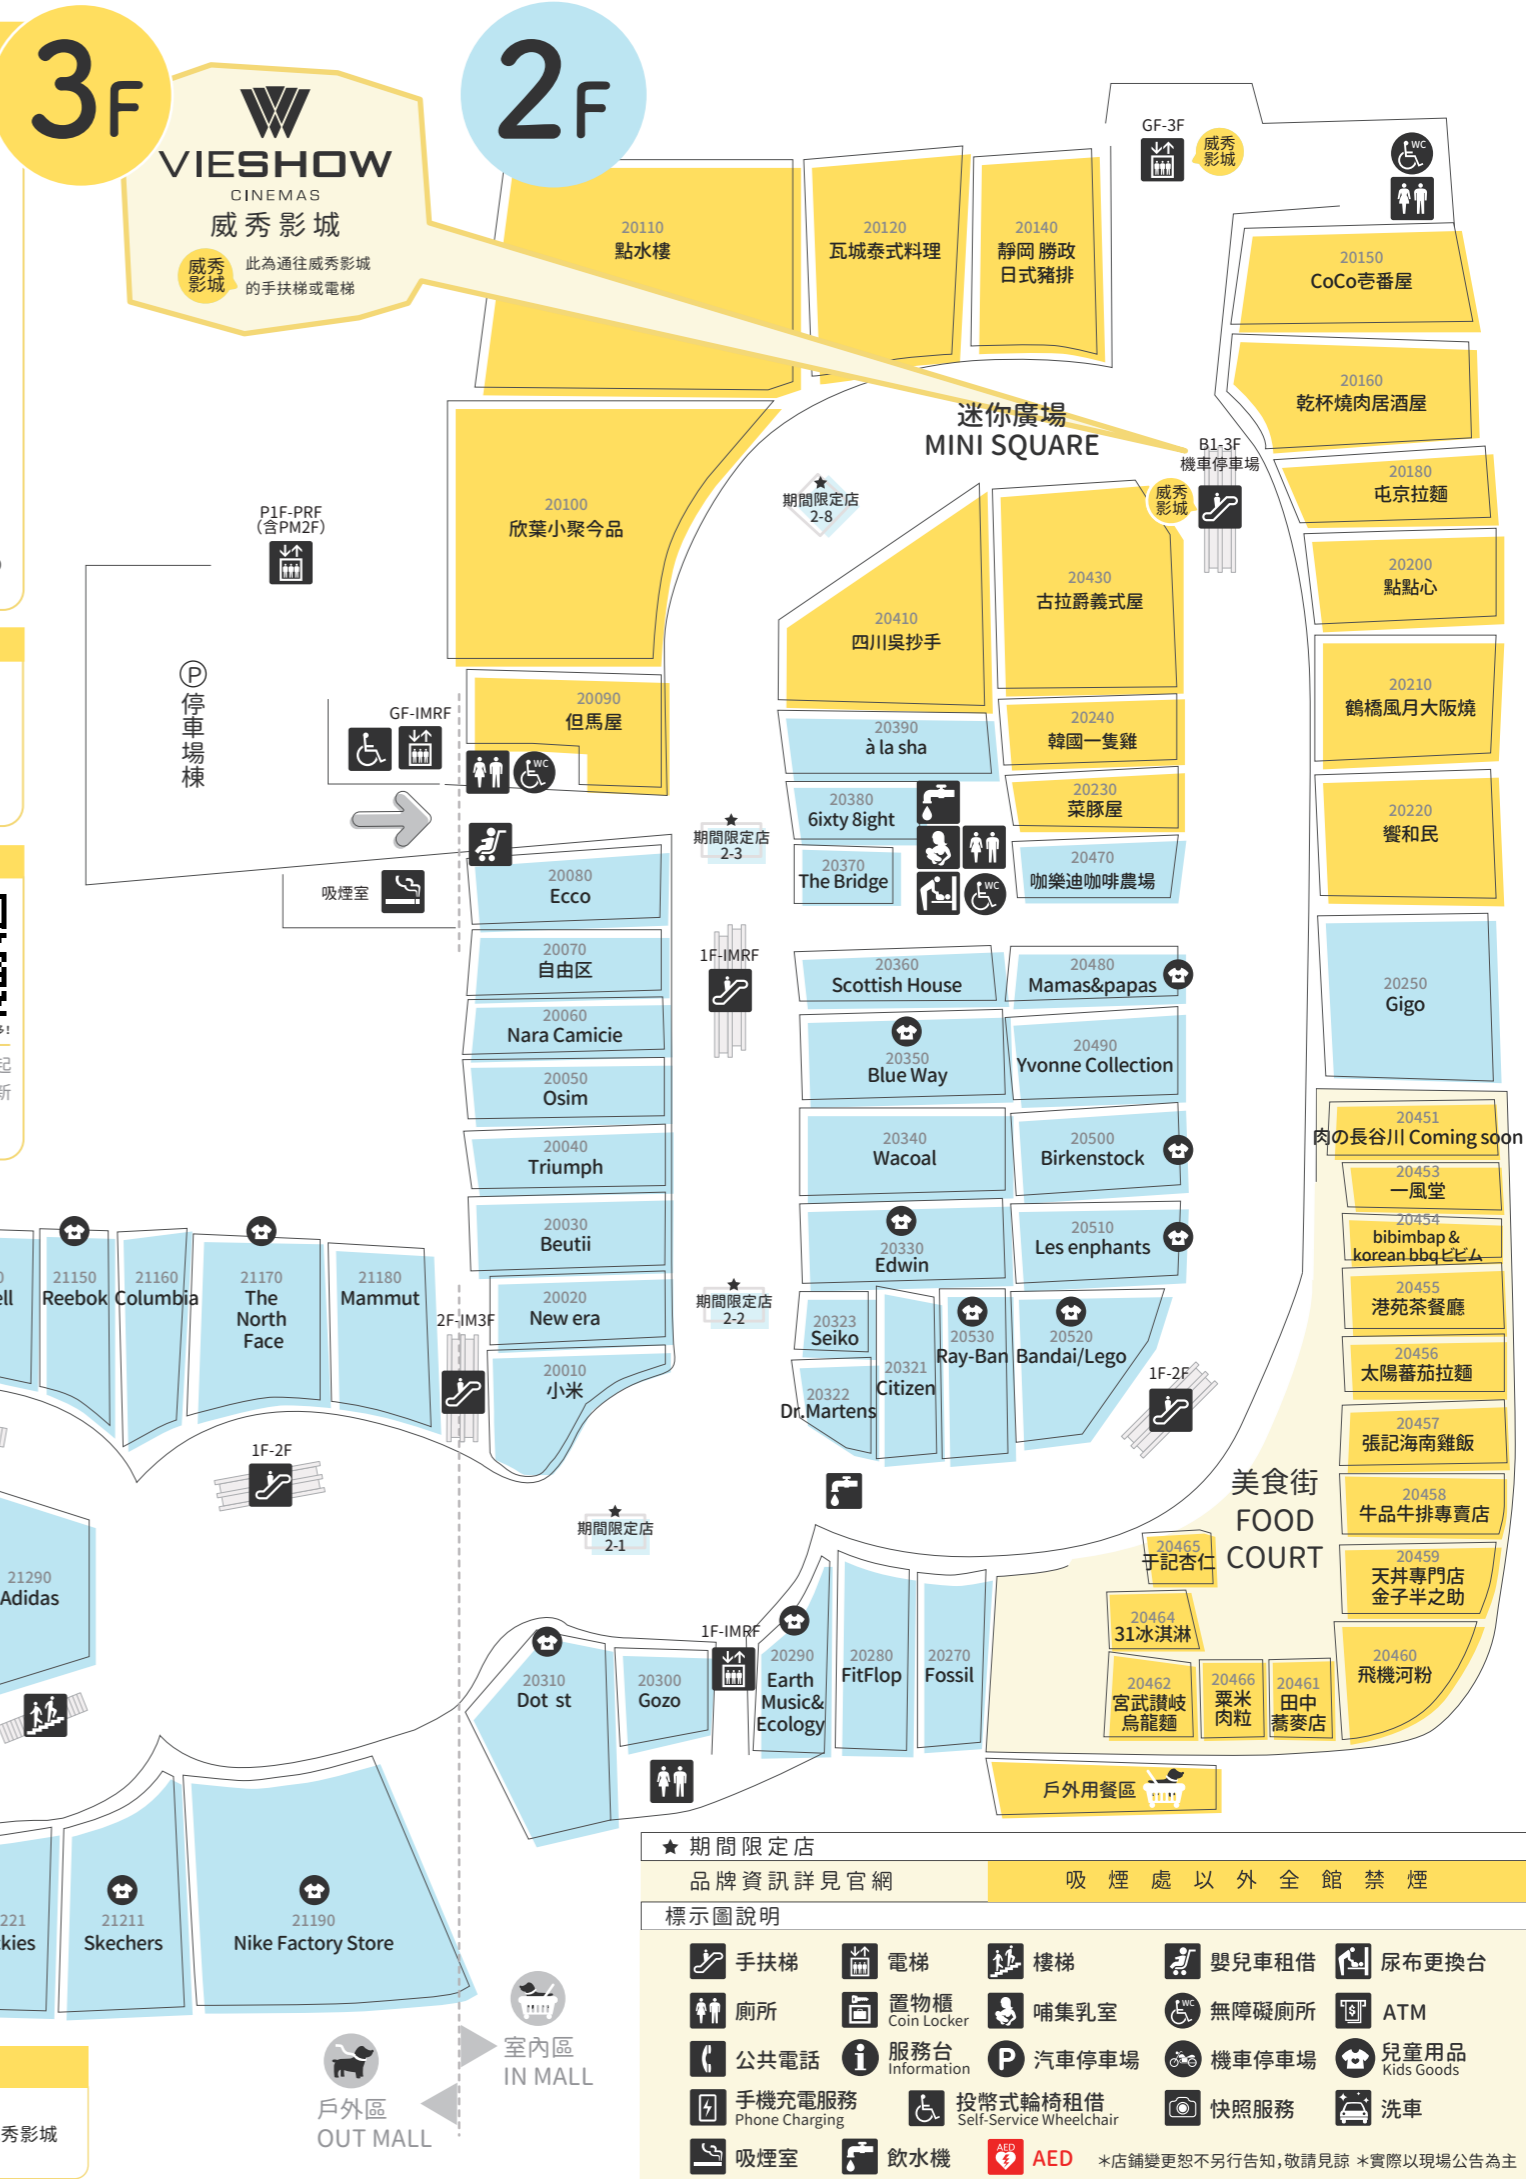 3F
2F
VIESHOW
CINEMAS
威秀影城
威秀
影城
此為通往威秀影城
的手扶梯或電梯
GF-3F
威秀
影城
20110
點水樓
20120
瓦城泰式料理
20140
靜岡 勝政
日式豬排
20150
CoCo壱番屋
20160
乾杯燒肉居酒屋
迷你廣場
MINI SQUARE
B1-3F
機車停車場
威秀
影城
20180
屯京拉麵
20200
點點心
20210
鶴橋風月大阪燒
20220
饗和民
20250
Gigo
20100
欣葉小聚今品
P1F-PRF
(含PM2F)
P
停車場棟
GF-IMRF
20090
但馬屋
吸煙室
★
期間限定店
2-8
20410
四川吳抄手
20430
古拉爵義式屋
20390
à la sha
20240
韓國一隻雞
20380
6ixty 8ight
20230
菜豚屋
20370
The Bridge
20470
咖樂迪咖啡農場
WC
★
期間限定店
2-3
1F-IMRF
20080
Ecco
20070
自由区
20060
Nara Camicie
20050
Osim
20040
Triumph
20030
Beutii
20020
New era
20010
小米
20360
Scottish House
20480
Mamas&papas
20350
Blue Way
20490
Yvonne Collection
20340
Wacoal
20500
Birkenstock
20330
Edwin
20510
Les enphants
★
期間限定店
2-2
20323
Seiko
20322
Dr.Martens
20321
Citizen
20530
Ray-Ban
20520
Bandai/Lego
1F-2F
20451
肉の長谷川 Coming soon
20453
一風堂
20454
bibimbap &
korean bbqビビム
20455
港苑茶餐廳
20456
太陽蕃茄拉麵
20457
張記海南雞飯
20458
牛品牛排專賣店
20459
天丼專門店
金子半之助
20460
飛機河粉
美食街
FOOD
COURT
20465
于記杏仁
20464
31冰淇淋
20462
宮武讃岐
烏龍麵
20466
粟米
肉粒
20461
田中
蕎麥店
戶外用餐區
ell
21150
Reebok
21160
Columbia
21170
The
North
Face
21180
Mammut
2F-IM3F
1F-2F
21290
Adidas
★
期間限定店
2-1
1F-IMRF
20310
Dot st
20300
Gozo
20290
Earth
Music&
Ecology
20280
FitFlop
20270
Fossil
221
kies
21211
Skechers
21190
Nike Factory Store
室內區
IN MALL
戶外區
OUT MALL
秀影城
起
新
★ 期間限定店
品牌資訊詳見官網
吸煙處以外全館禁煙
標示圖說明
手扶梯
電梯
樓梯
嬰兒車租借
尿布更換台
廁所
置物櫃
Coin Locker
哺集乳室
無障礙廁所
ATM
公共電話
服務台
Information
汽車停車場
機車停車場
兒童用品
Kids Goods
手機充電服務
Phone Charging
投幣式輪椅租借
Self-Service Wheelchair
快照服務
洗車
吸煙室
飲水機
AED
AED
＊店鋪變更恕不另行告知,敬請見諒 ＊實際以現場公告為主